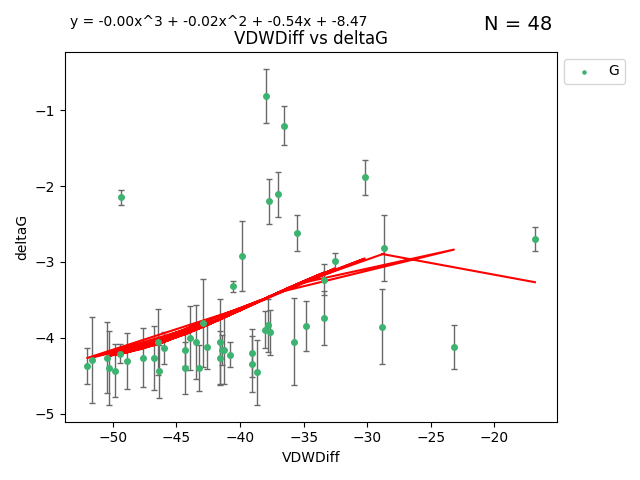 y = -0.00x^3 + -0.02x^2 + -0.54x + -8.47
N = 48
VDWDiff vs deltaG
G
−1
−2
−3
−4
−5
deltaG
−50
−45
−40
−35
−30
−25
−20
VDWDiff